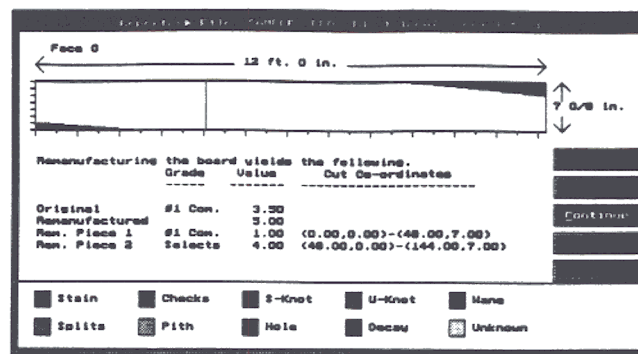 Face 0
12 ft. 0 in.
7 0/8 in.
Remanufacturing the board yields the following.
Grade Value Cut Co-ordinates
Original #1 Com. 3.50
Remanufactured 5.00
Rem. Piece 1 #1 Com. 1.00 (0.00,0.00)-(48.00,7.00)
Rem. Piece 2 Selects 4.00 (48.00,0.00)-(144.00,7.00)
Continue
Stain Checks S-Knot U-Knot Wane
Splits Pith Hole Decay Unknown